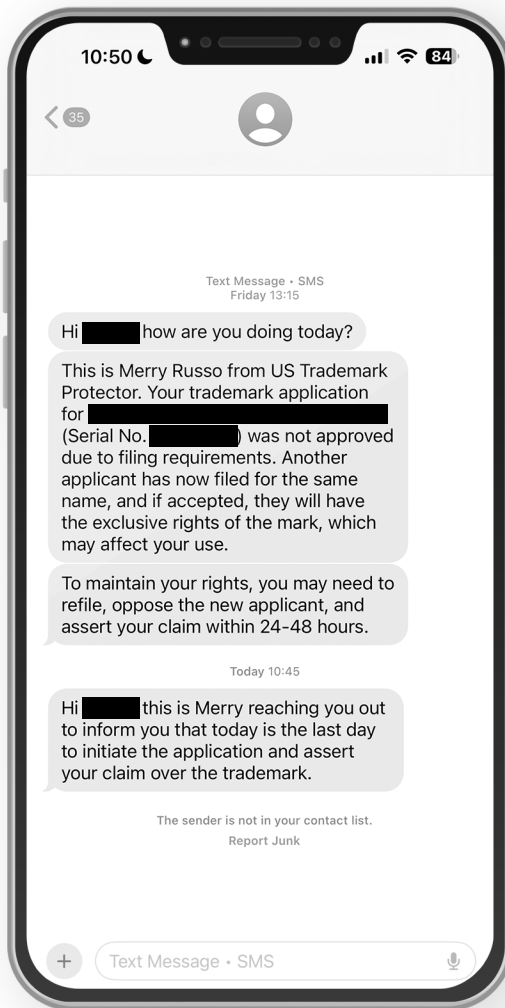 10:50
84
35
Text Message • SMS
Friday 13:15
Hi how are you doing today?
This is Merry Russo from US Trademark
Protector. Your trademark application
for
(Serial No. ) was not approved
due to filing requirements. Another
applicant has now filed for the same
name, and if accepted, they will have
the exclusive rights of the mark, which
may affect your use.
To maintain your rights, you may need to
refile, oppose the new applicant, and
assert your claim within 24-48 hours.
Today 10:45
Hi this is Merry reaching you out
to inform you that today is the last day
to initiate the application and assert
your claim over the trademark.
The sender is not in your contact list.
Report Junk
Text Message • SMS